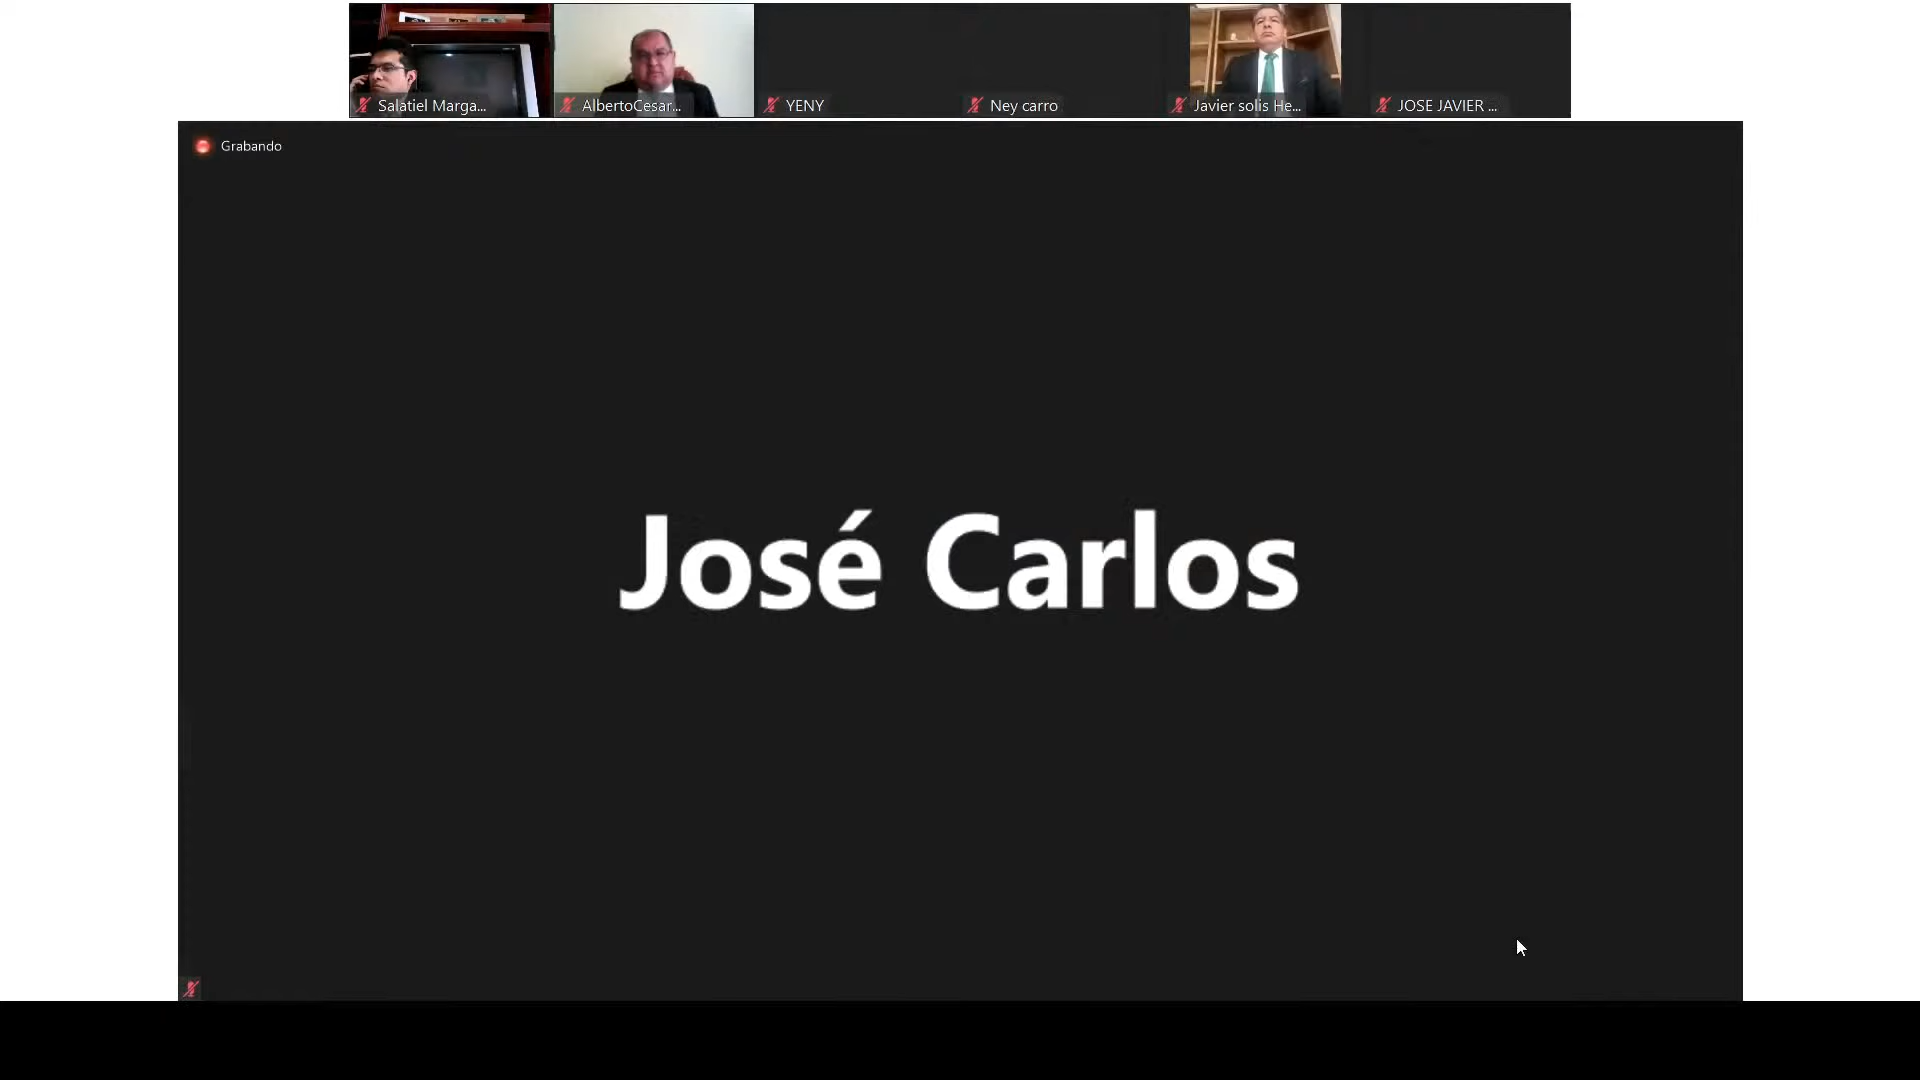 Salatiel Marga...
AlbertoCesar...
YENY
Ney carro
Javier solis He...
JOSE JAVIER ...
Grabando
José Carlos